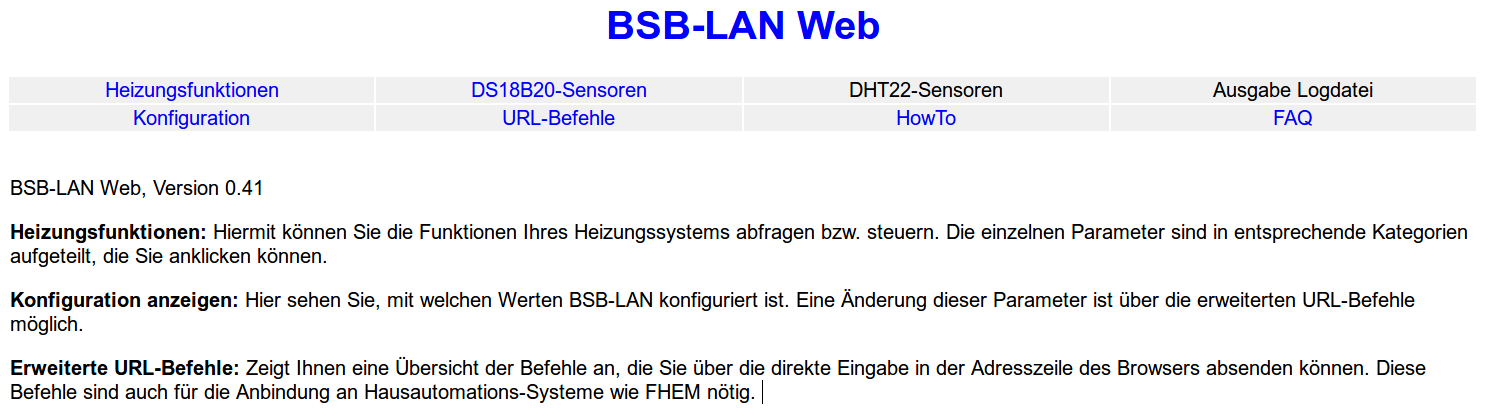 BSB-LAN Web
Heizungsfunktionen DS18B20-Sensoren DHT22-Sensoren Ausgabe Logdatei
Konfiguration URL-Befehle HowTo FAQ
BSB-LAN Web, Version 0.41
Heizungsfunktionen: Hiermit können Sie die Funktionen Ihres Heizungssystems abfragen bzw. steuern. Die einzelnen Parameter sind in entsprechende Kategorien
aufgeteilt, die Sie anklicken können.
Konfiguration anzeigen: Hier sehen Sie, mit welchen Werten BSB-LAN konfiguriert ist. Eine Änderung dieser Parameter ist über die erweiterten URL-Befehle
möglich.
Erweiterte URL-Befehle: Zeigt Ihnen eine Übersicht der Befehle an, die Sie über die direkte Eingabe in der Adresszeile des Browsers absenden können. Diese
Befehle sind auch für die Anbindung an Hausautomations-Systeme wie FHEM nötig.